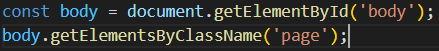 const body = document.getElementById('body');
body.getElementsByClassName('page');